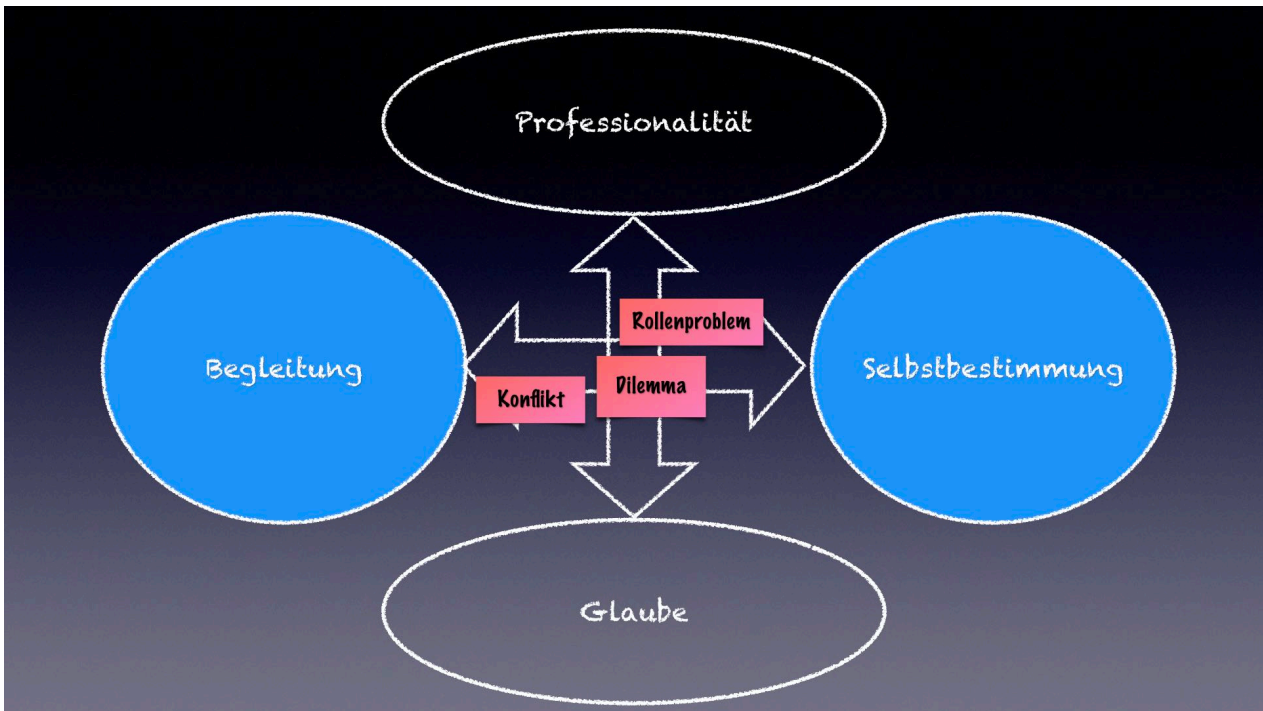 Professionalität
Rollenproblem
Begleitung
Selbstbestimmung
Dilemma
Konflikt
Glaube